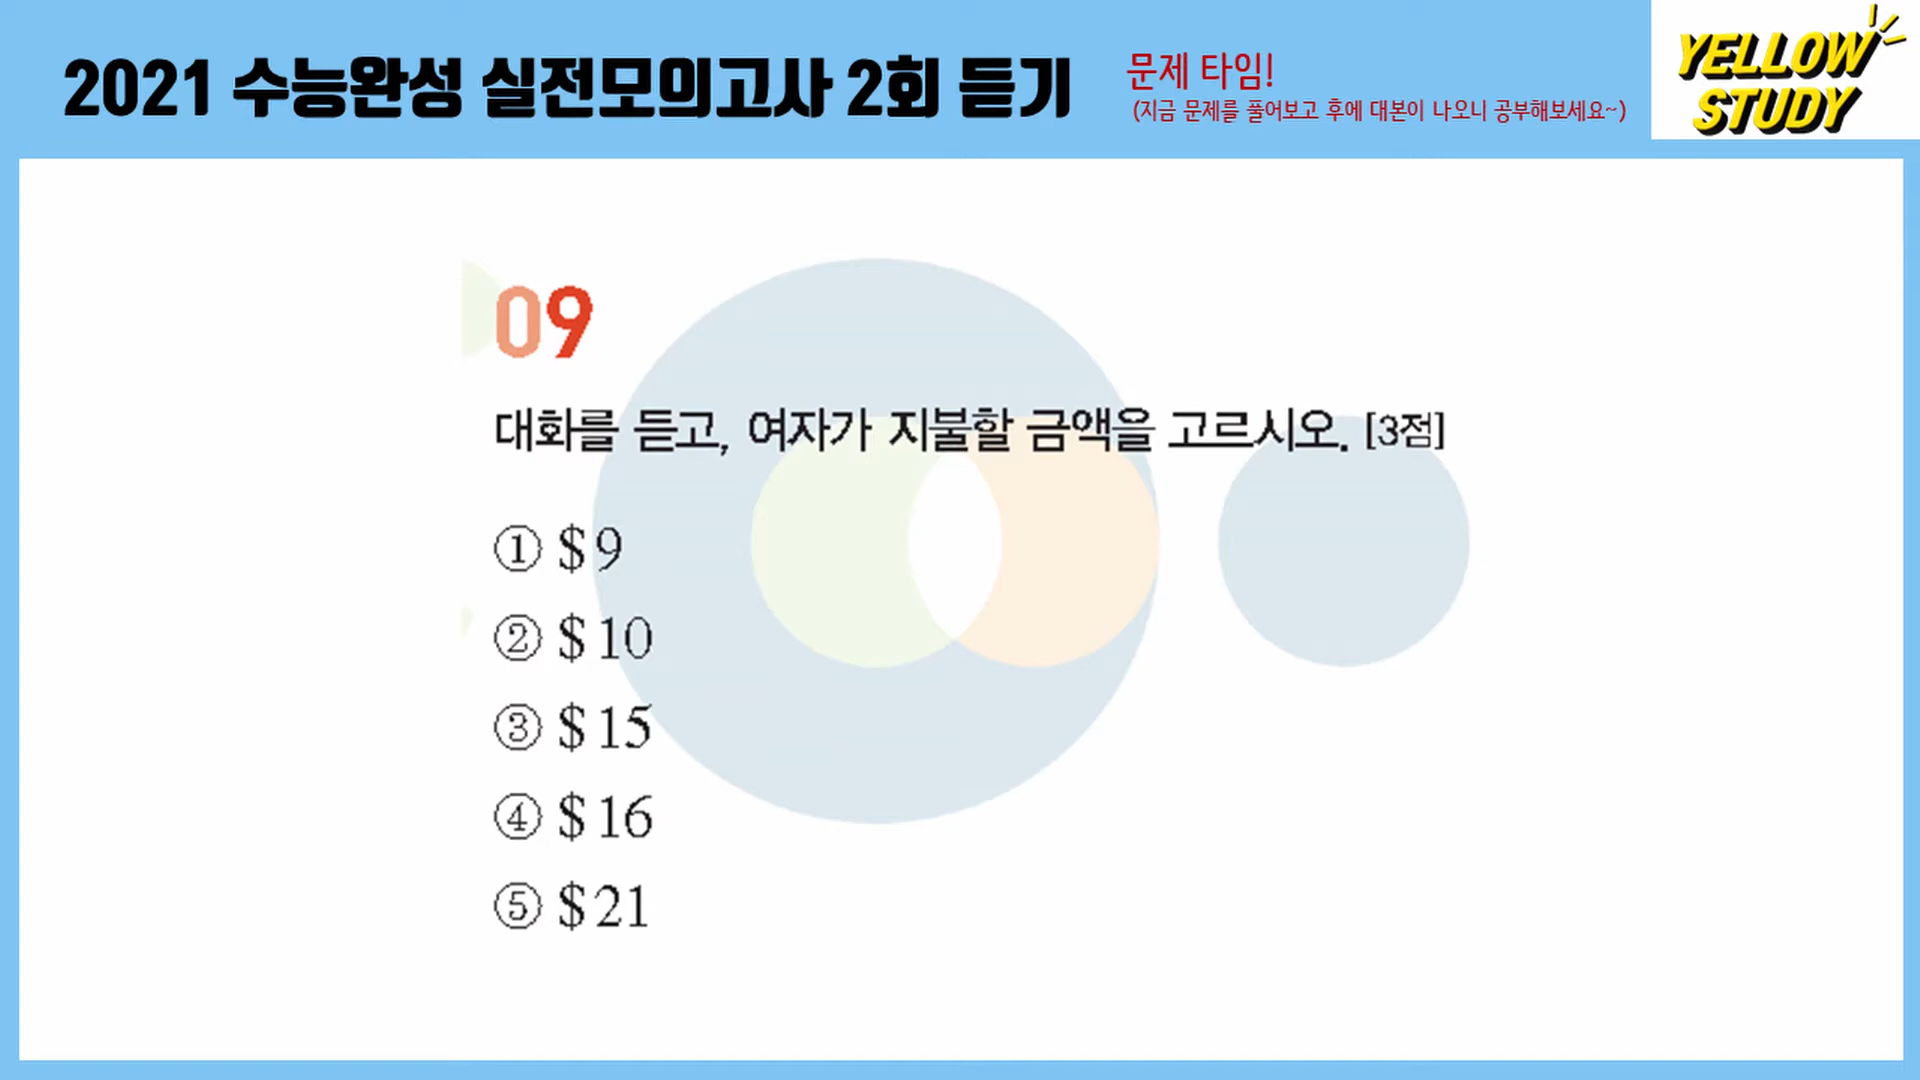 2021 수능완성 실전모의고사 2회 듣기
문제 타임!
(지금 문제를 풀어보고 후에 대본이 나오니 공부해보세요~)
YELLOW
STUDY
09
대화를 듣고, 여자가 지불할 금액을 고르시오. [3점]
① $9
② $10
③ $15
④ $16
⑤ $21